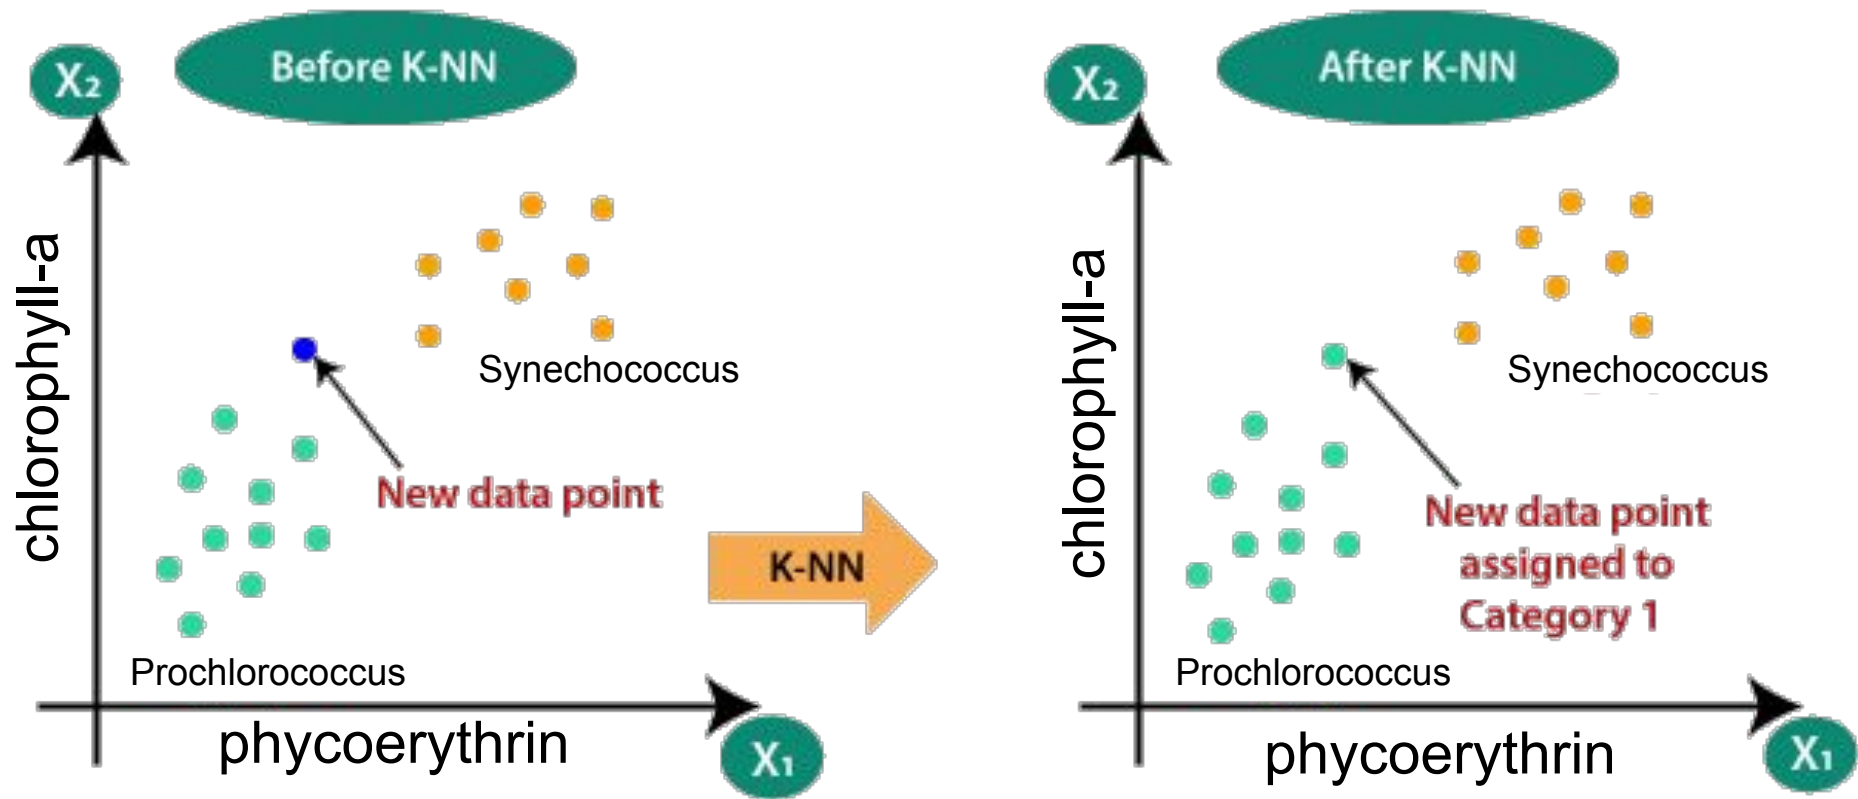 Before K-NN
X₂
chlorophyll-a
Synechococcus
New data point
Prochlorococcus
phycoerythrin
X₁
K-NN
After K-NN
X₂
chlorophyll-a
Synechococcus
New data point
assigned to
Category 1
Prochlorococcus
phycoerythrin
X₁